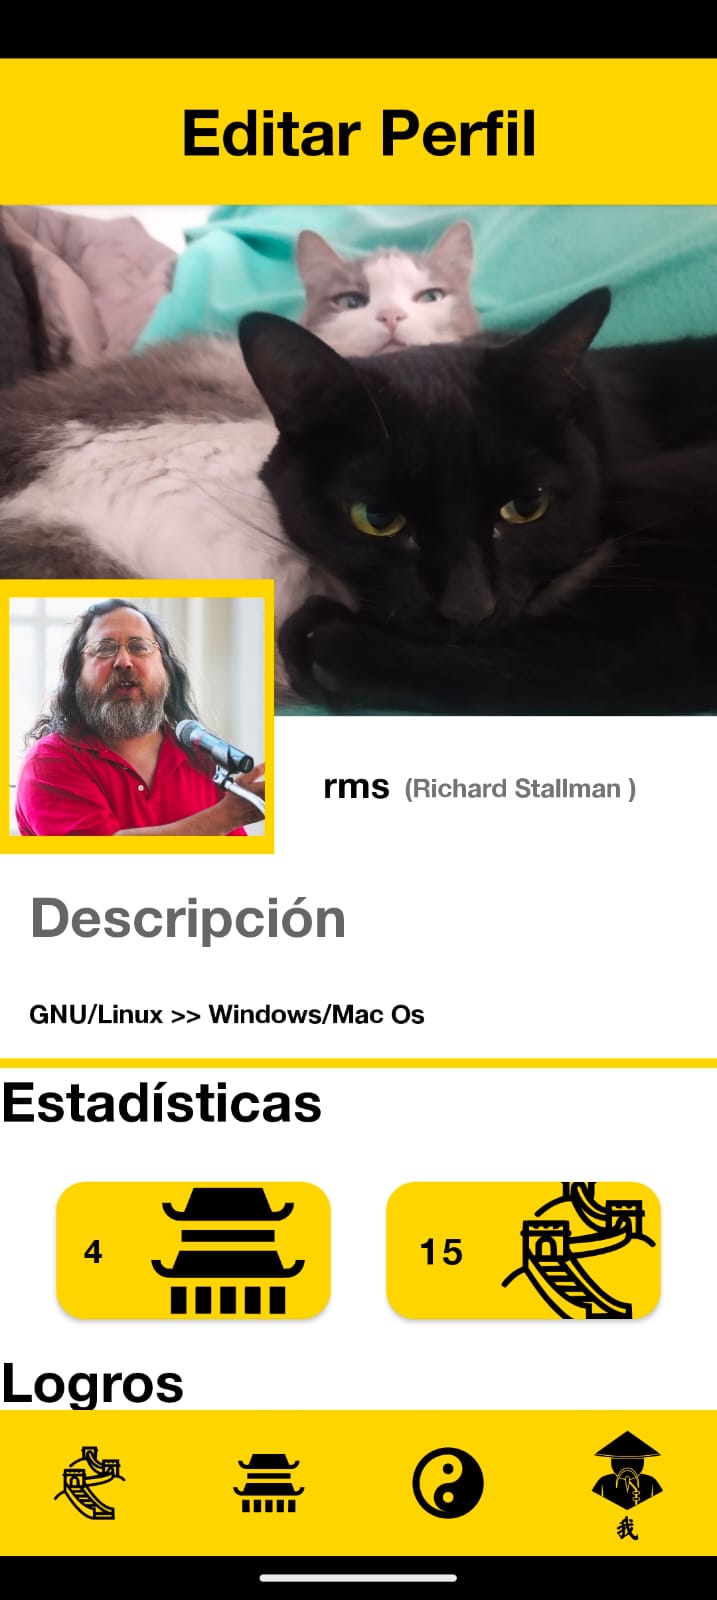 Editar Perfil
rms (Richard Stallman )
Descripción
GNU/Linux >> Windows/Mac Os
Estadísticas
4
15
Logros
我